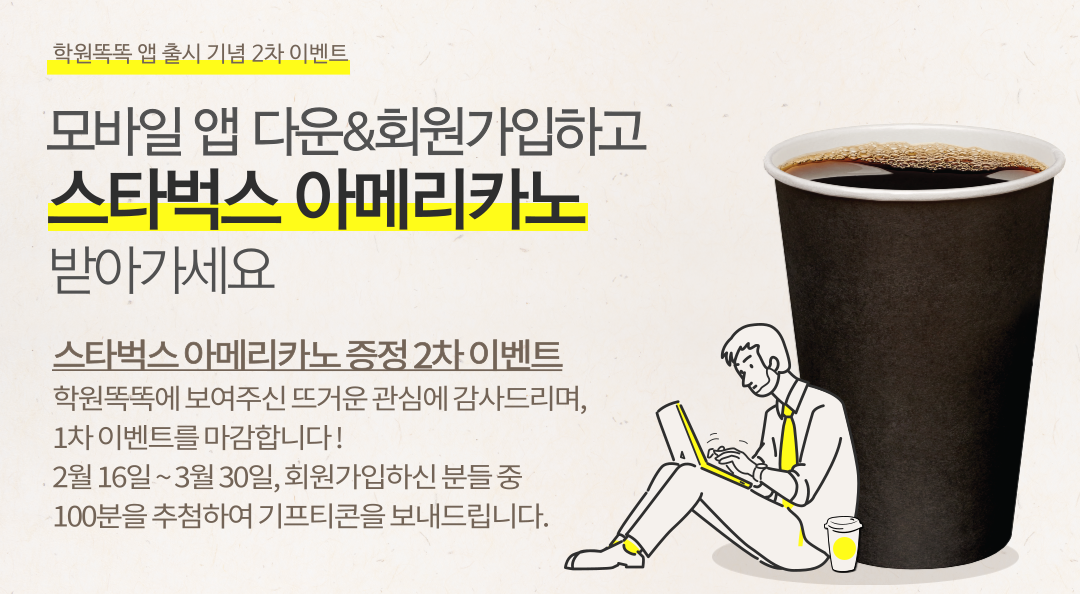 학원똑똑 앱 출시 기념 2차 이벤트
모바일 앱 다운&회원가입하고
스타벅스 아메리카노
받아가세요
스타벅스 아메리카노 증정 2차 이벤트
학원똑똑에 보여주신 뜨거운 관심에 감사드리며,
1차 이벤트를 마감합니다!
2월 16일 ~ 3월 30일, 회원가입하신 분들 중
100분을 추첨하여 기프티콘을 보내드립니다.